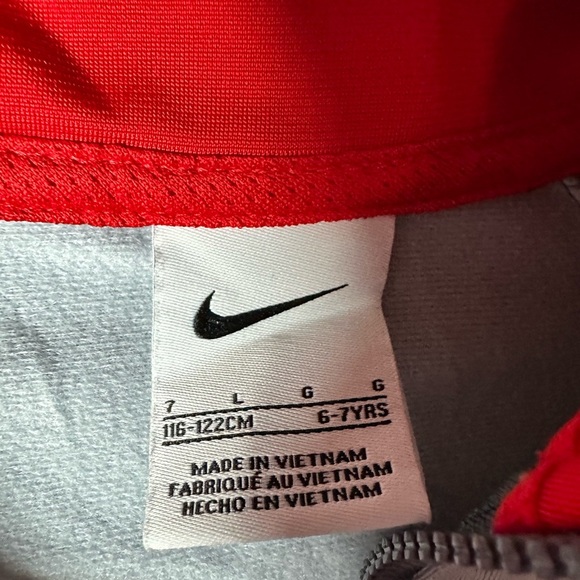 7 L G G
116-122CM 6-7YRS
MADE IN VIETNAM
FABRIQUÉ AU VIETNAM
HECHO EN VIETNAM